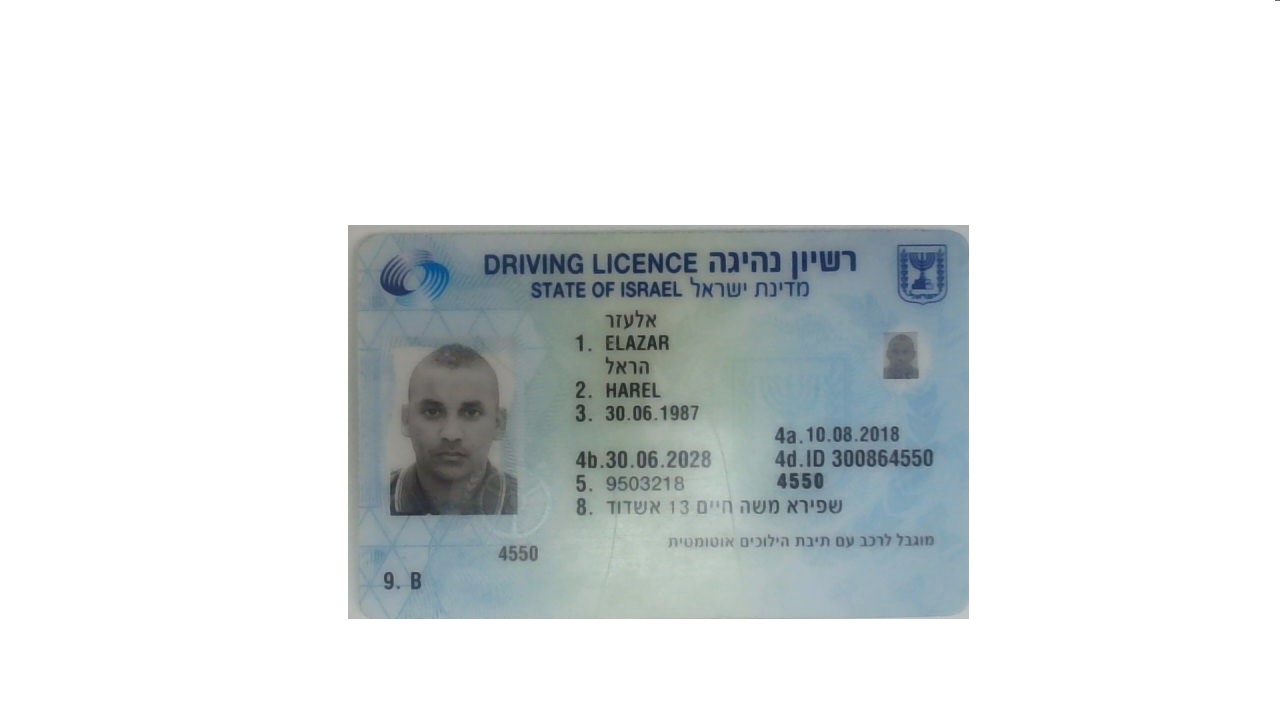 DRIVING LICENCE רשיון נהיגה
STATE OF ISRAEL מדינת ישראל
אלעזר
1. ELAZAR
הראל
2. HAREL
3. 30.06.1987
4a. 10.08.2018
4b. 30.06.2028 4d. ID 300864550
5. 9503218 4550
8. שפירא משה חיים 13 אשדוד
מוגבל לרכב עם תיבת הילוכים אוטומטית
4550
9. B